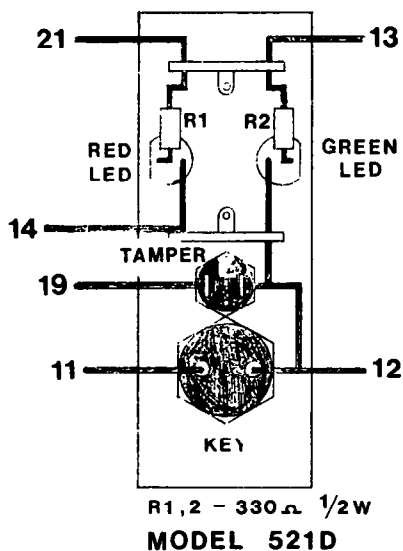 21 13
R1 R2
RED LED
GREEN LED
14
TAMPER
19
11 12
KEY
R1,2 - 330Ω 1/2W
MODEL 521D